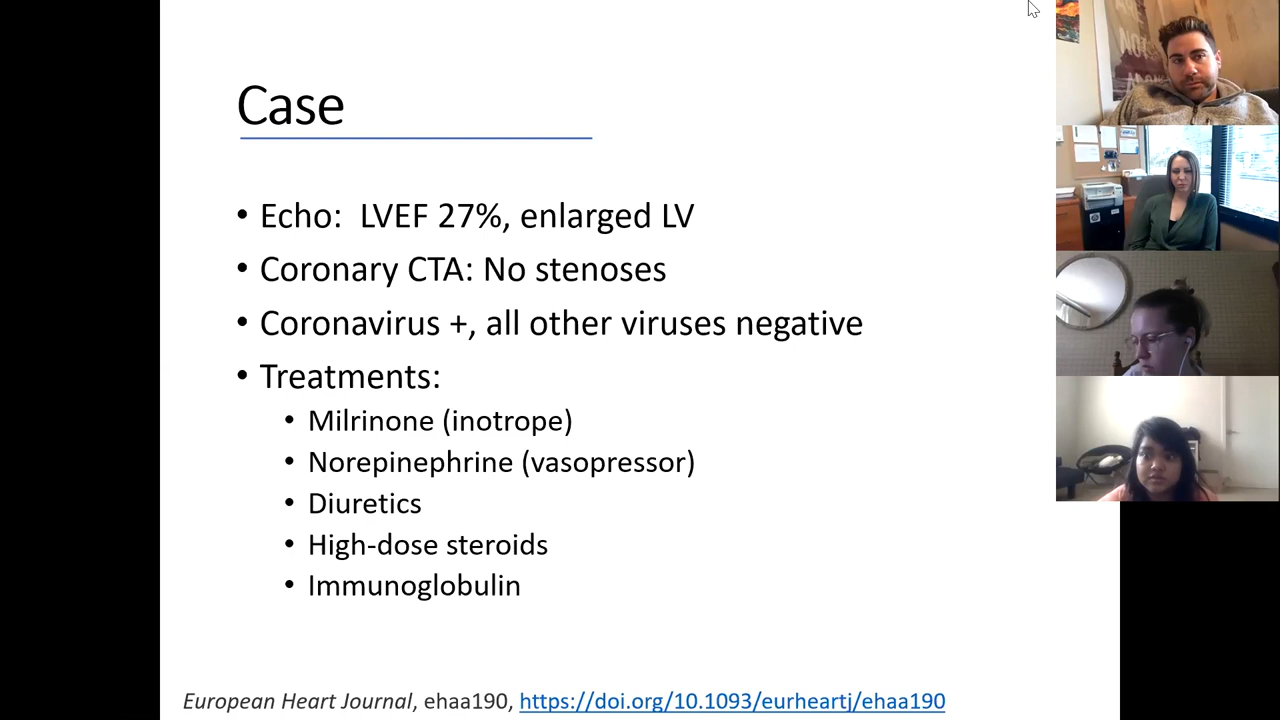 Case
• Echo:  LVEF 27%, enlarged LV
• Coronary CTA: No stenoses
• Coronavirus +, all other viruses negative
• Treatments:
• Milrinone (inotrope)
• Norepinephrine (vasopressor)
• Diuretics
• High-dose steroids
• Immunoglobulin
European Heart Journal, ehaa190, https://doi.org/10.1093/eurheartj/ehaa190